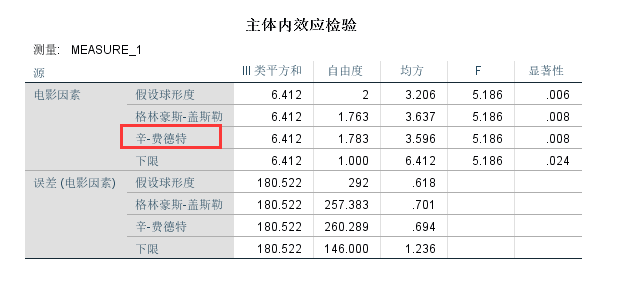 主体内效应检验
测量: MEASURE_1
源 III 类平方和 自由度 均方 F 显著性
电影因素 假设球形度 6.412 2 3.206 5.186 .006
格林豪斯-盖斯勒 6.412 1.763 3.637 5.186 .008
辛-费德特 6.412 1.783 3.596 5.186 .008
下限 6.412 1.000 6.412 5.186 .024
误差 (电影因素) 假设球形度 180.522 292 .618
格林豪斯-盖斯勒 180.522 257.383 .701
辛-费德特 180.522 260.289 .694
下限 180.522 146.000 1.236